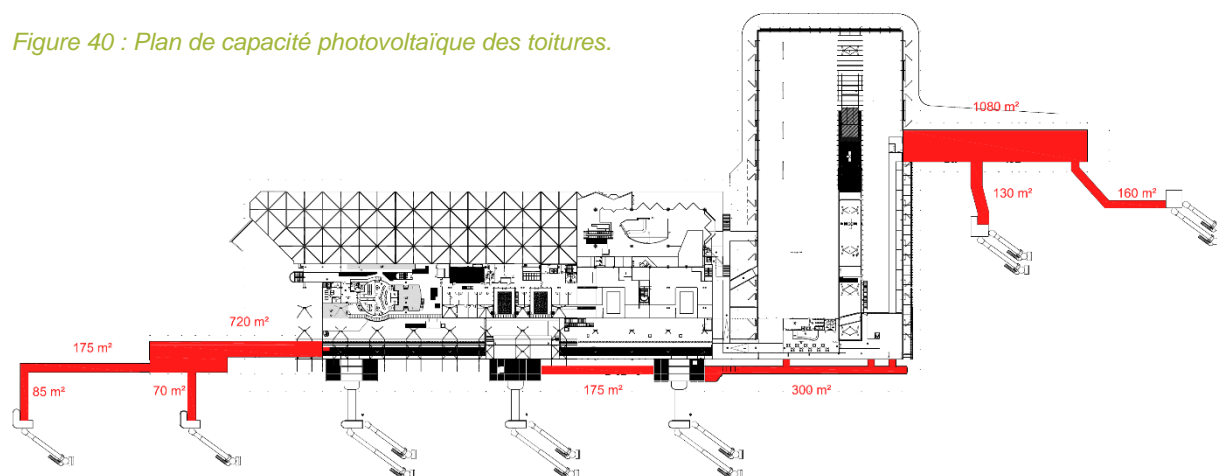 Figure 40 : Plan de capacité photovoltaïque des toitures.
1080 m²
130 m²
160 m²
720 m²
175 m²
85 m²
70 m²
175 m²
300 m²